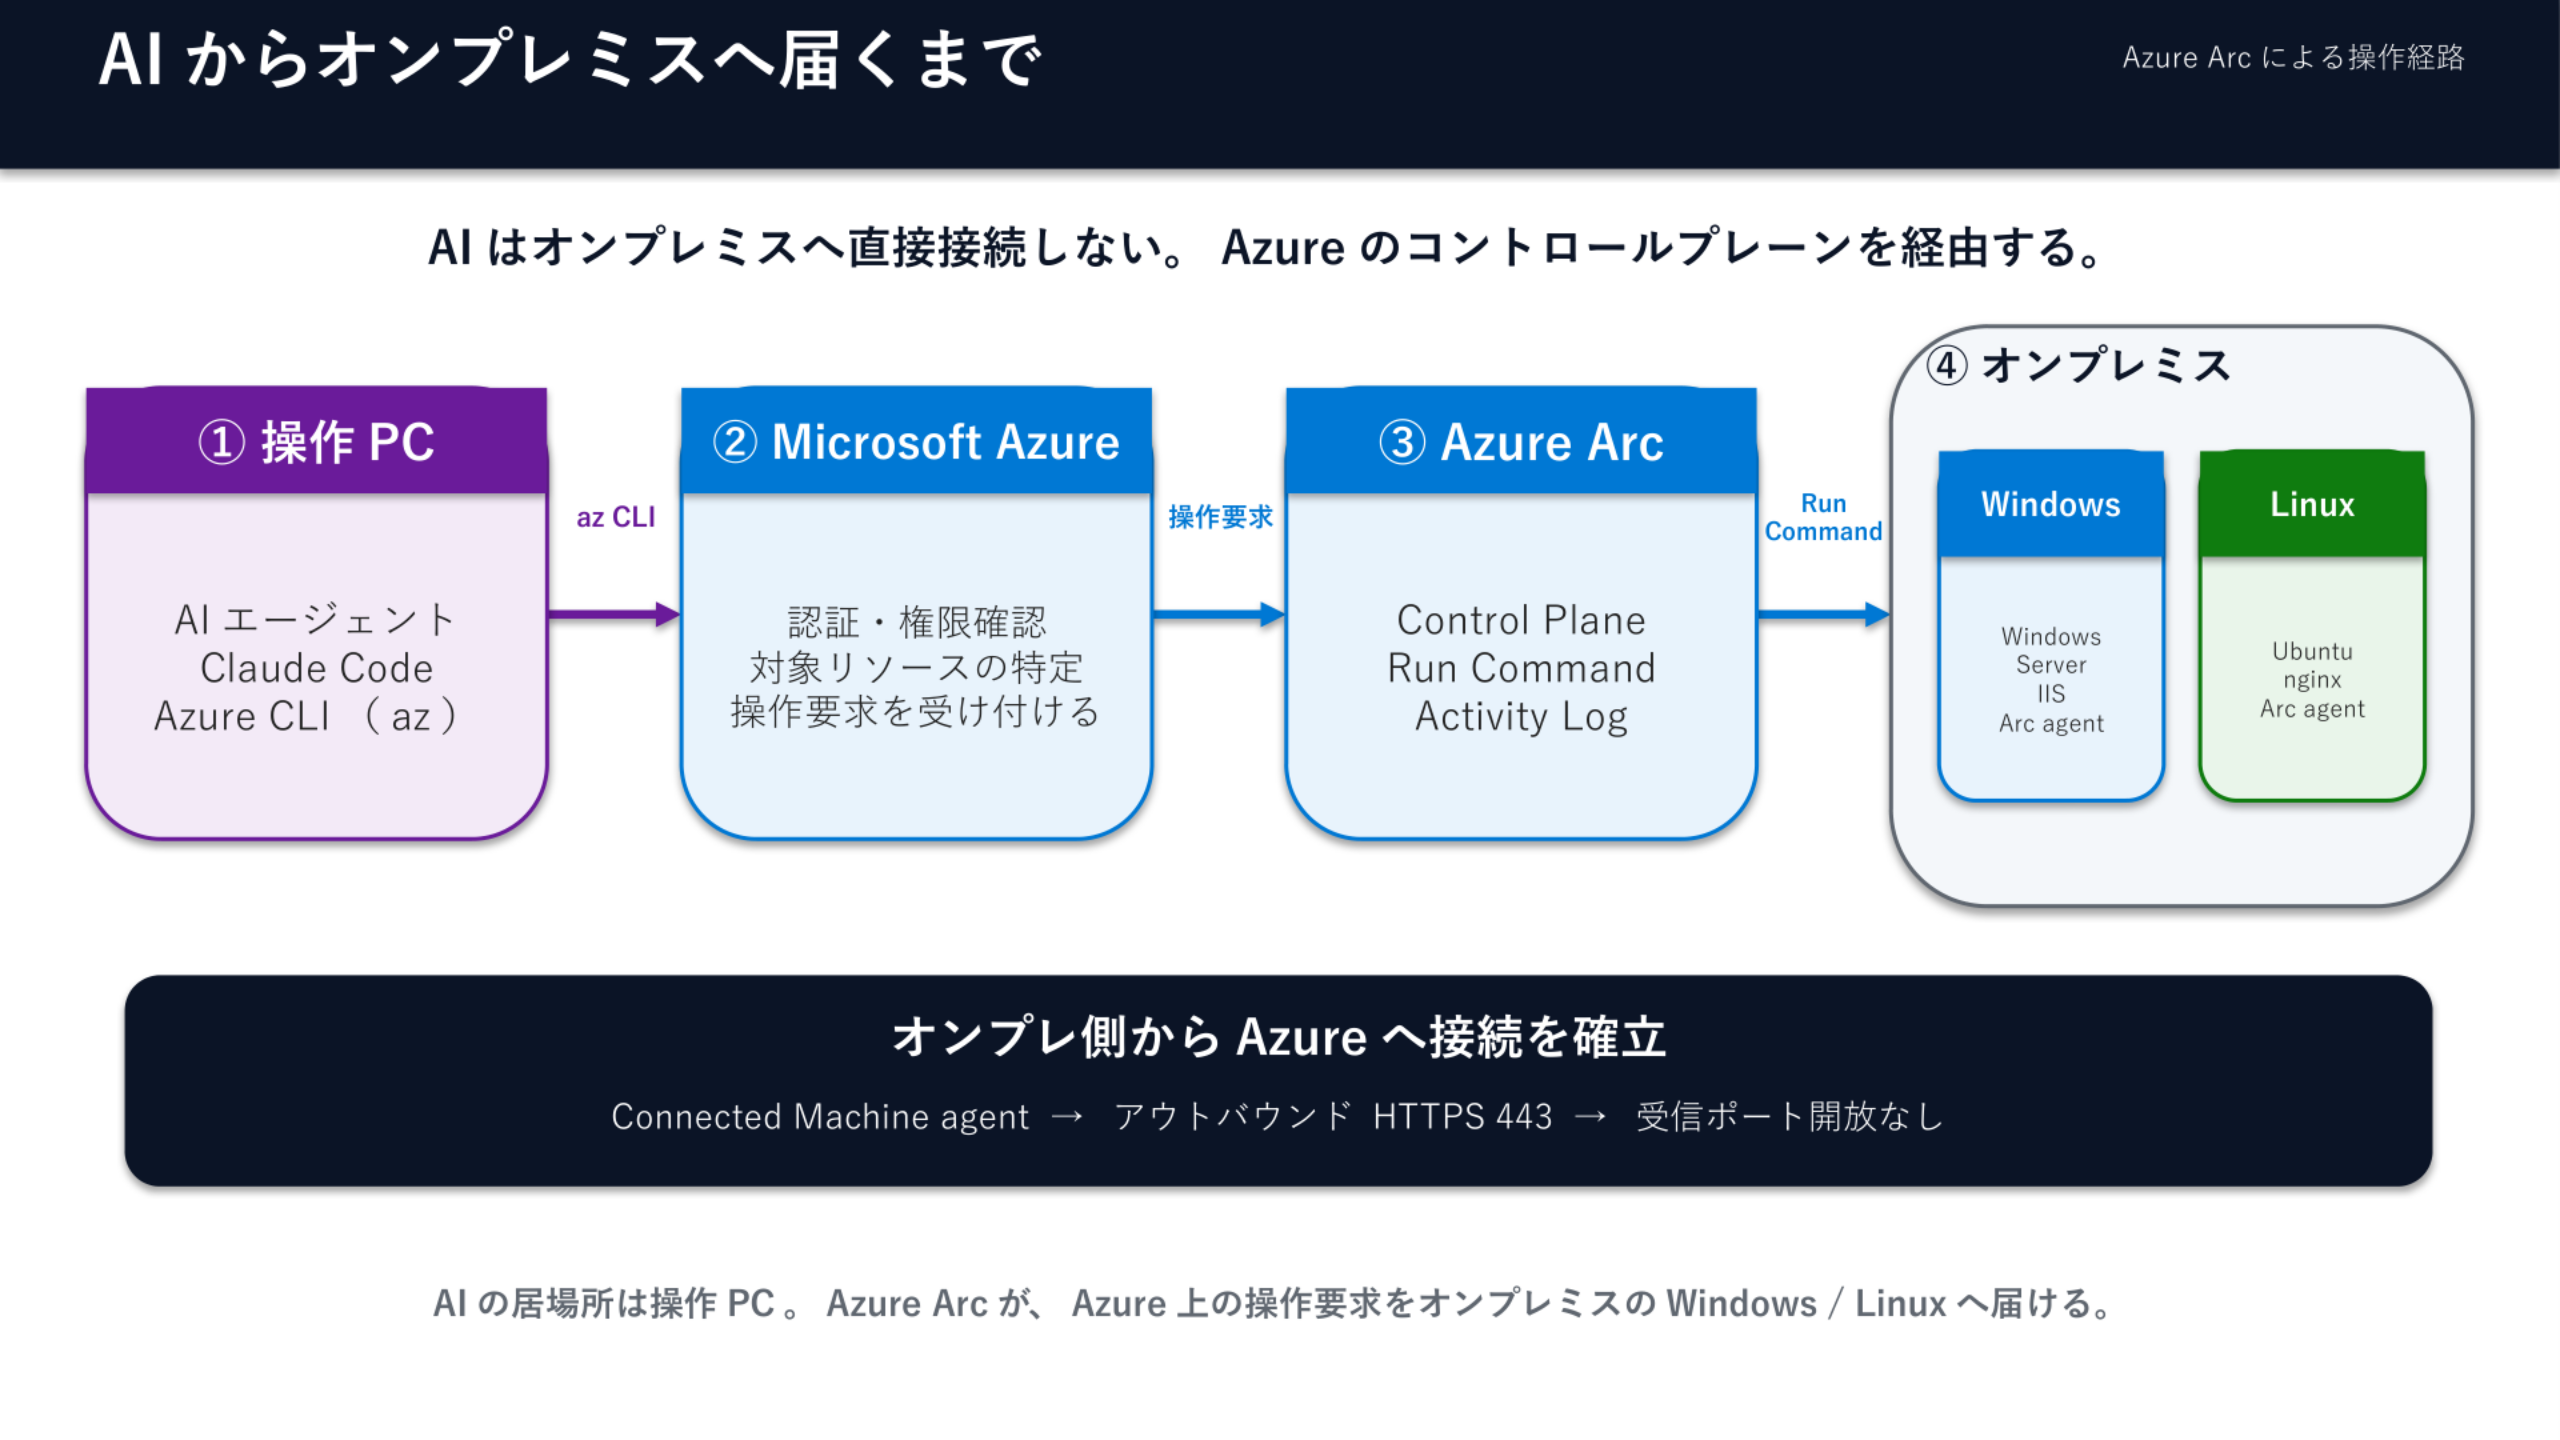 AI からオンプレミスへ届くまで
Azure Arc による操作経路
AI はオンプレミスへ直接接続しない。 Azure のコントロールプレーンを経由する。
① 操作 PC
AI エージェント
Claude Code
Azure CLI （ az ）
az CLI
② Microsoft Azure
認証・権限確認
対象リソースの特定
操作要求を受け付ける
操作要求
③ Azure Arc
Control Plane
Run Command
Activity Log
Run
Command
④ オンプレミス
Windows
Windows
Server
IIS
Arc agent
Linux
Ubuntu
nginx
Arc agent
オンプレ側から Azure へ接続を確立
Connected Machine agent → アウトバウンド HTTPS 443 → 受信ポート開放なし
AI の居場所は操作 PC 。 Azure Arc が、 Azure 上の操作要求をオンプレミスの Windows / Linux へ届ける。